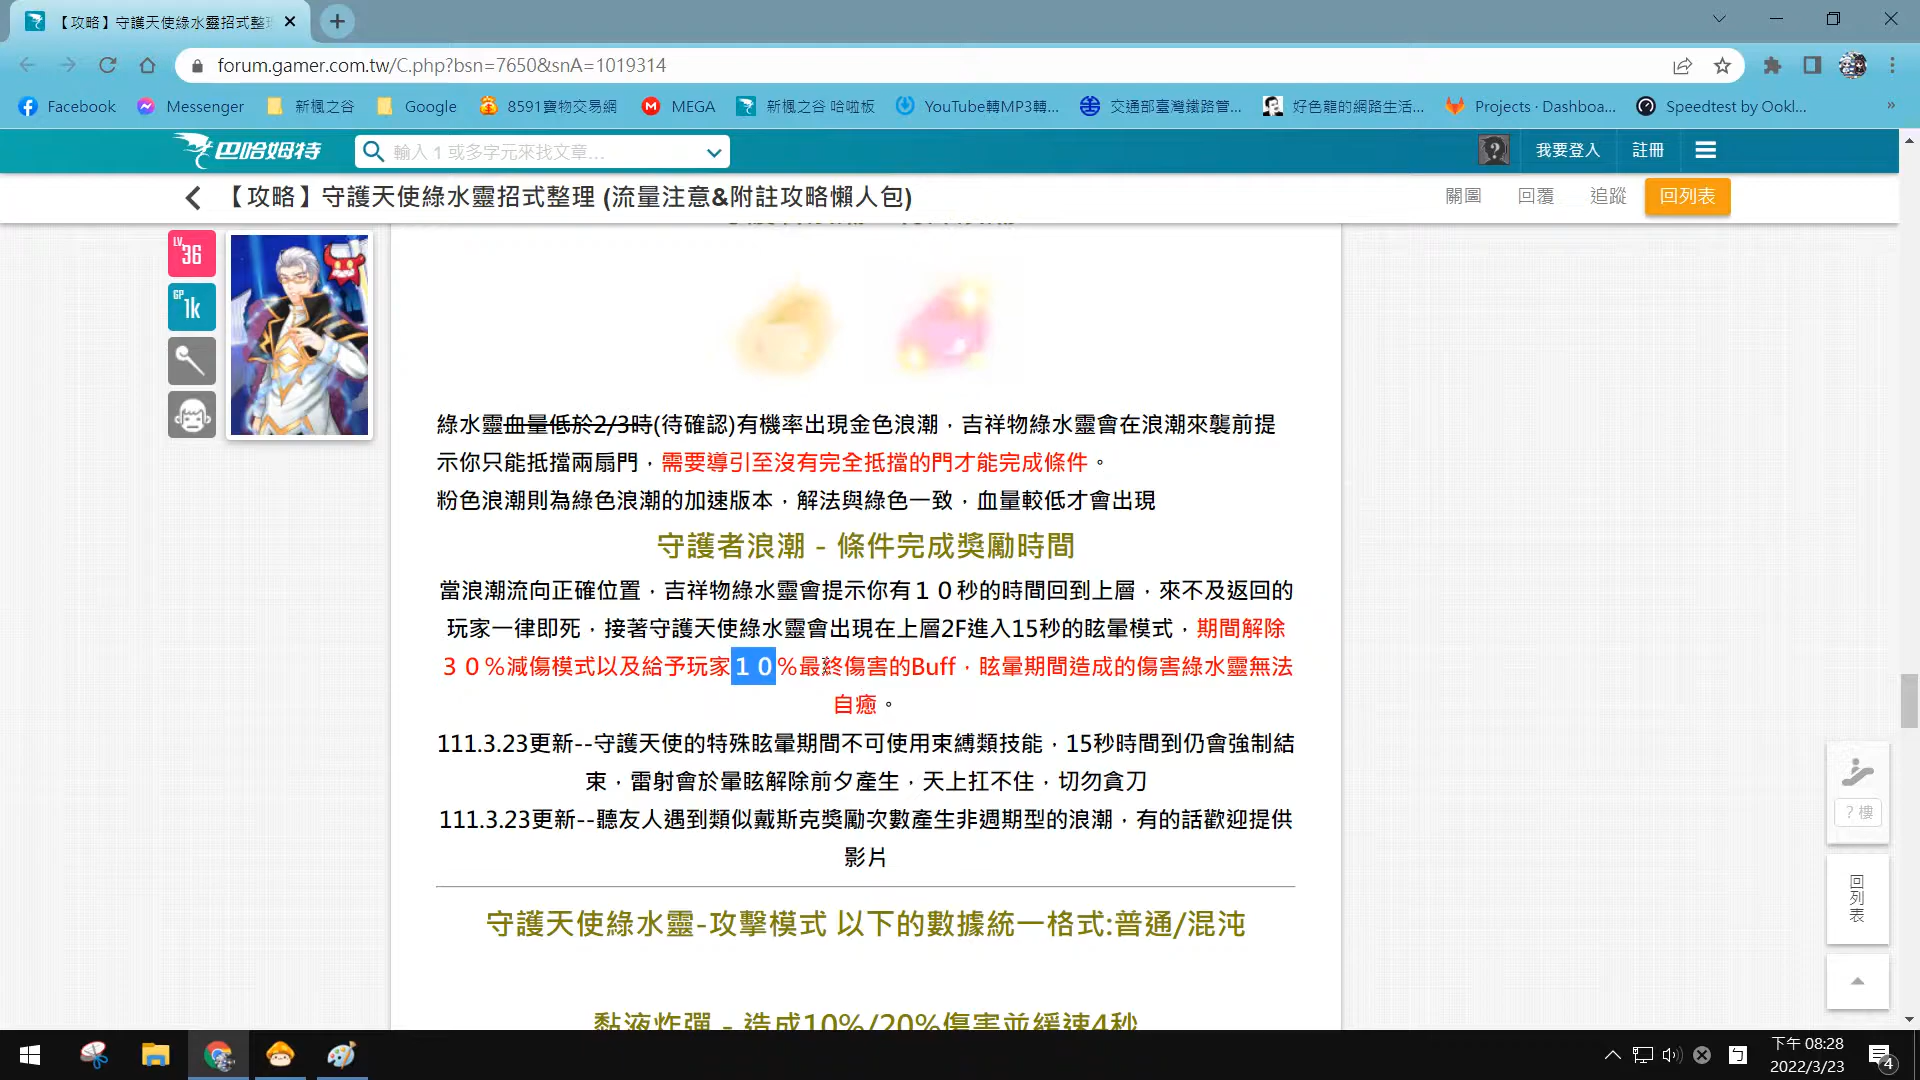 【攻略】守護天使綠水靈招式整理
forum.gamer.com.tw/C.php?bsn=7650&snA=1019314
Facebook Messenger 新楓之谷 Google 8591寶物交易網 MEGA 新楓之谷 哈啦板 YouTube轉MP3轉... 交通部臺灣鐵路管... 好色龍的網路生活... Projects · Dashboa... Speedtest by Ookl... »
巴哈姆特 輸入 1 或多字元來找文章... 我要登入 註冊
【攻略】守護天使綠水靈招式整理 (流量注意&附註攻略懶人包) 關圖 回覆 追蹤 回列表
LV. 36
GP 1k
綠水靈血量低於2/3時(待確認)有機率出現金色浪潮，吉祥物綠水靈會在浪潮來襲前提
示你只能抵擋兩扇門，需要導引至沒有完全抵擋的門才能完成條件。
粉色浪潮則為綠色浪潮的加速版本，解法與綠色一致，血量較低才會出現
守護者浪潮 - 條件完成獎勵時間
當浪潮流向正確位置，吉祥物綠水靈會提示你有１０秒的時間回到上層，來不及返回的
玩家一律即死，接著守護天使綠水靈會出現在上層2F進入15秒的眩暈模式，期間解除
３０%減傷模式以及給予玩家１０%最終傷害的Buff，眩暈期間造成的傷害綠水靈無法
自癒。
111.3.23更新--守護天使的特殊眩暈期間不可使用束縛類技能，15秒時間到仍會強制結
束，雷射會於暈眩解除前夕產生，天上扛不住，切勿貪刀
111.3.23更新--聽友人遇到類似戴斯克獎勵次數產生非週期型的浪潮，有的話歡迎提供
影片
守護天使綠水靈-攻擊模式 以下的數據統一格式:普通/混沌
黏液炸彈 - 造成10%/20%傷害並緩速4秒
? 樓
回列表
下午 08:28
2022/3/23
4